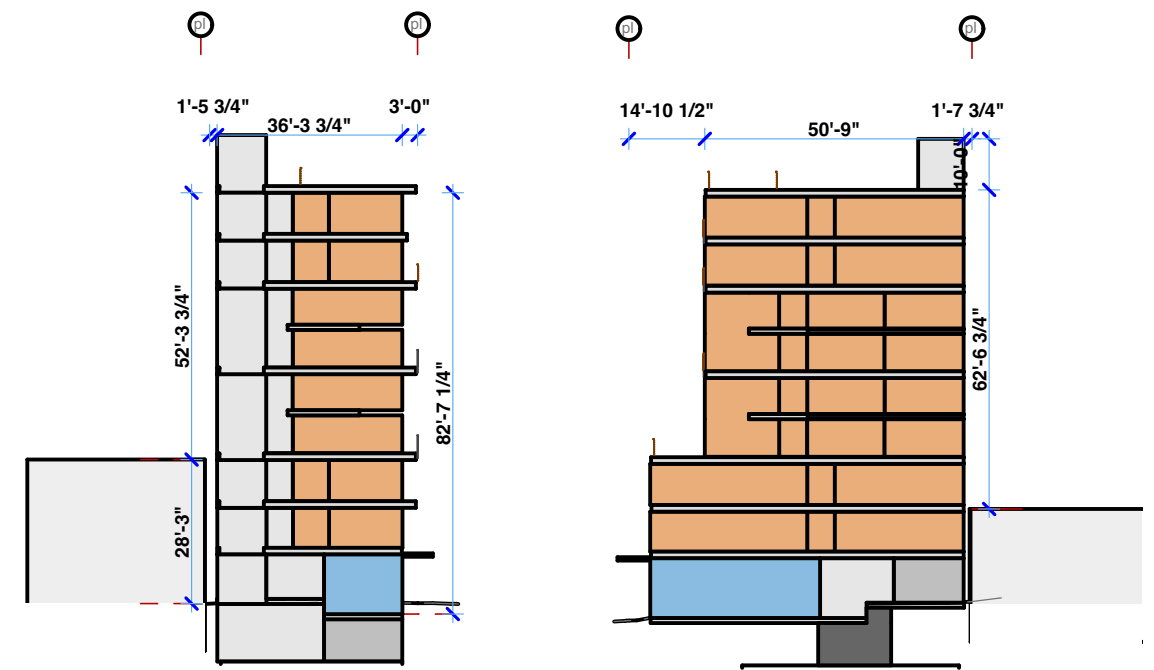 pl
pl
pl
pl
1'-5 3/4"
3'-0"
36'-3 3/4"
14'-10 1/2"
1'-7 3/4"
50'-9"
10'-0"
52'-3 3/4"
82'-7 1/4"
62'-6 3/4"
28'-3"